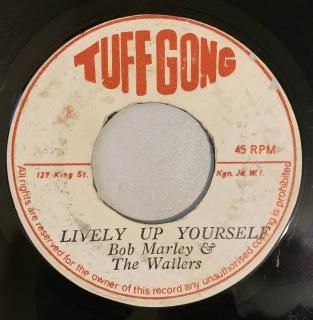 TUFF GONG
127 King St.
45 RPM
Kgn. Ja. W.I.
LIVELY UP YOURSELF
Bob Marley &
The Wailers
All rights are reserved for the owner of this record any unauthorised copying is prohibited